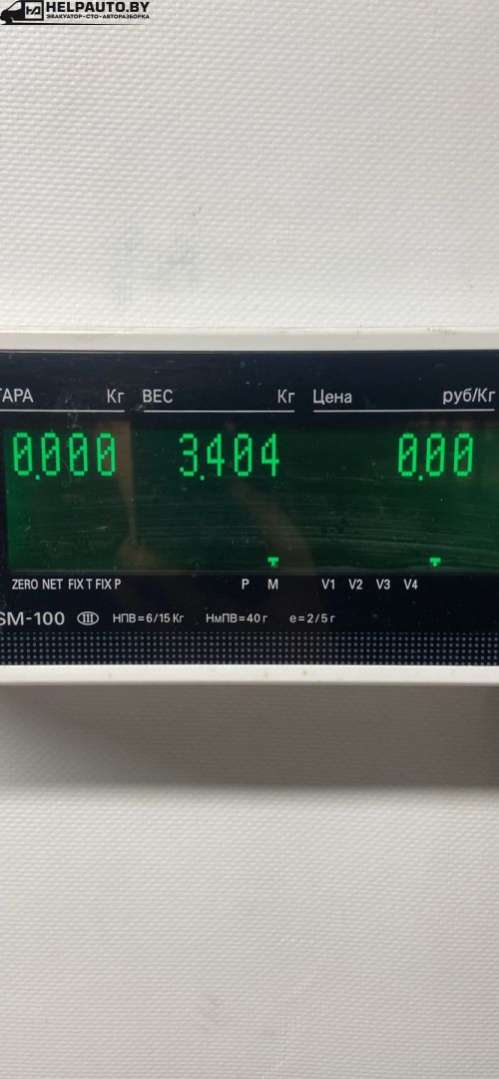 HELPAUTO.BY
ЭВАКУАТОР-СТО-АВТОРАЗБОРКА
ТАРА Кг ВЕС Кг Цена руб/Кг
0.000 3.404 0.00
ZERO NET FIX T FIX P P M V1 V2 V3 V4
SM-100 III НПВ=6/15 Кг НмПВ=40 г e=2/5 г